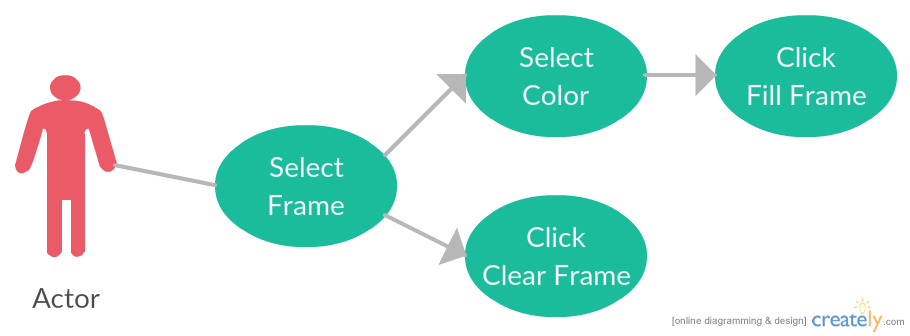 Select
Color
Click
Fill Frame
Select
Frame
Click
Clear Frame
Actor
[online diagramming & design] creately.com